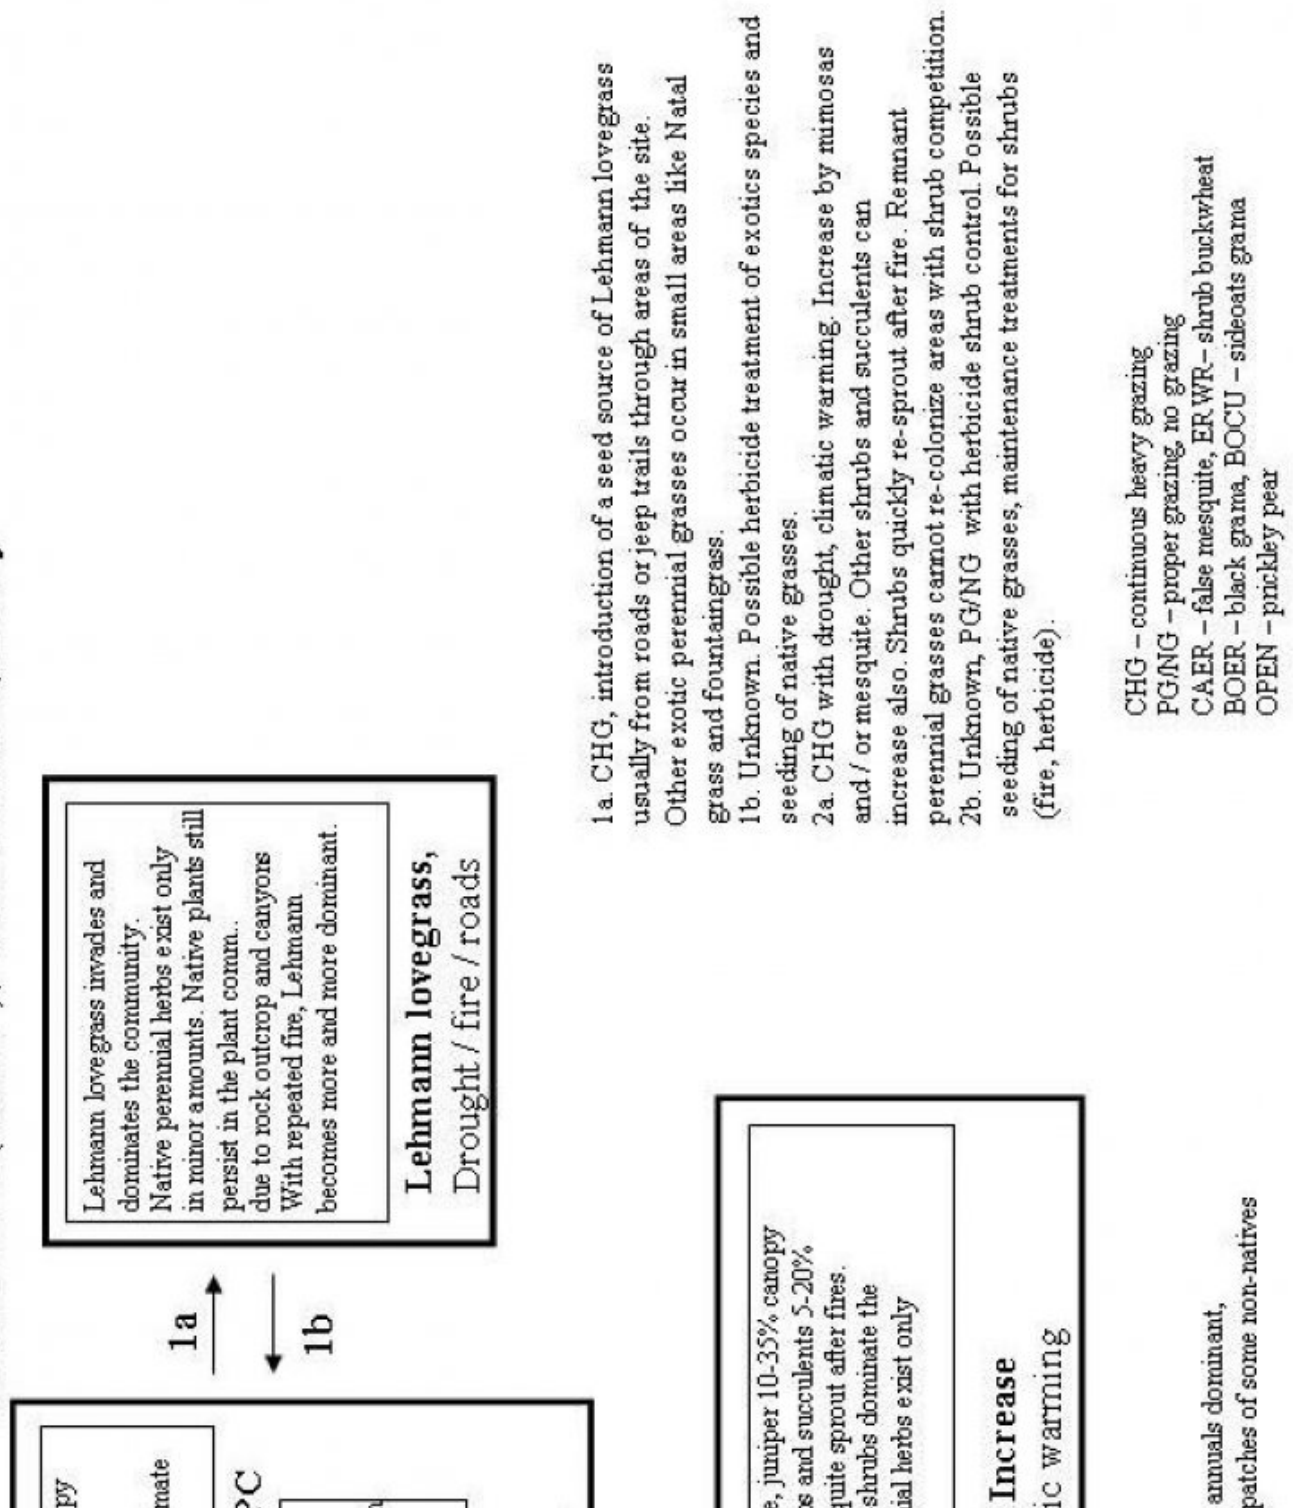 Lehmann lovegrass invades and
dominates the community.
Native perennial herbs exist only
in minor amounts. Native plants still
persist in the plant comm..
due to rock outcrop and canyons
With repeated fire, Lehmann
becomes more and more dominant.
Lehmann lovegrass,
Drought / fire / roads
1a
1b
PC
, juniper 10-35% canopy
s and succulents 5-20%
quite sprout after fires.
shrubs dominate the
ial herbs exist only
Increase
ic warming
annuals dominant,
patches of some non-natives
1a. CHG, introduction of a seed source of Lehmann lovegrass
usually from roads or jeep trails through areas of the site.
Other exotic perennial grasses occur in small areas like Natal
grass and fountaingrass.
1b. Unknown. Possible herbicide treatment of exotics species and
seeding of native grasses.
2a. CHG with drought, climatic warming. Increase by mimosas
and / or mesquite. Other shrubs and succulents can
increase also. Shrubs quickly re-sprout after fire. Remnant
perennial grasses cannot re-colonize areas with shrub competition.
2b. Unknown, PG/NG with herbicide shrub control. Possible
seeding of native grasses, maintenance treatments for shrubs
(fire, herbicide).
CHG – continuous heavy grazing
PG/NG – proper grazing, no grazing
CAER – false mesquite, ERWR– shrub buckwheat
BOER – black grama, BOCU – sideoats grama
OPEN – prickley pear